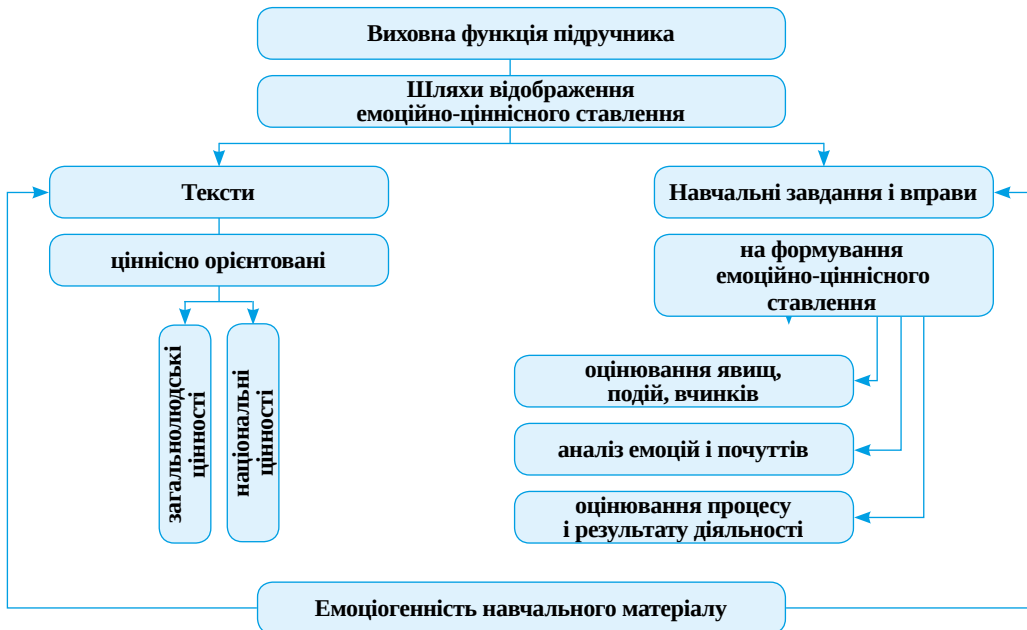 Виховна функція підручника
Шляхи відображення
емоційно-ціннісного ставлення
Тексти
Навчальні завдання і вправи
ціннісно орієнтовані
на формування
емоційно-ціннісного
ставлення
загальнолюдські
цінності
національні
цінності
оцінювання явищ,
подій, вчинків
аналіз емоцій і почуттів
оцінювання процесу
і результату діяльності
Емоціогенність навчального матеріалу